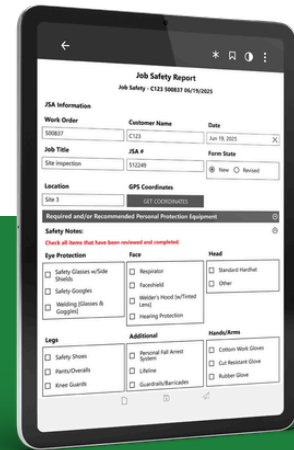 Job Safety Report
Job Safety - C123 500837 06/19/2025
JSA Information
Work Order Customer Name Date
500837 C123 Jun 19, 2025 X
Job Title JSA # Form State
Site inspection 512249 New Revised
Location GPS Coordinates
Site 3 GET COORDINATES
Required and/or Recommended Personal Protection Equipment
Safety Notes:
Check all items that have been reviewed and completed.
Eye Protection Face Head
Safety Glasses w/Side Shields
Safety Googles
Welding [Glasses & Goggles]
Respirator
Faceshield
Welder's Hood (w/Tinted Lens)
Hearing Protection
Standard Hardhat
Other
Legs Additional Hands/Arms
Safety Shoes
Pants/Overalls
Knee Guards
Personal Fall Arrest System
Lifeline
Guardrails/Barricades
Cotton Work Gloves
Cut Resistant Glove
Rubber Glove